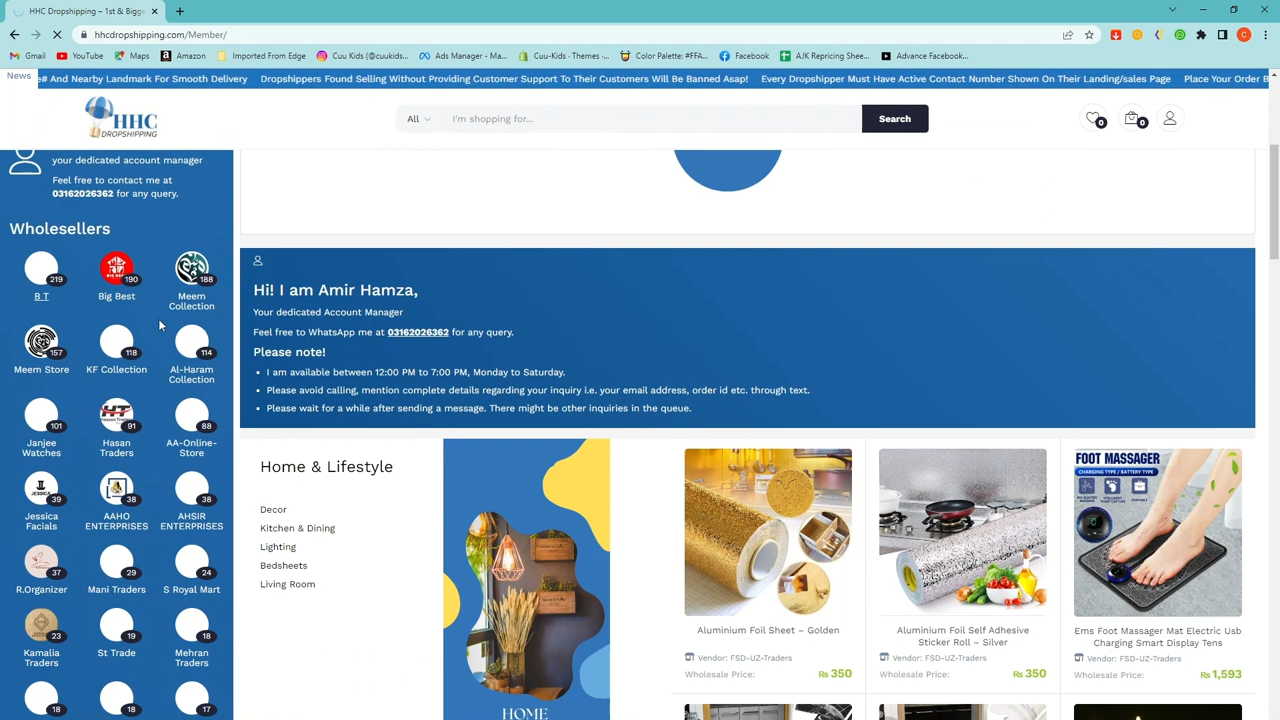 HHC Dropshipping – 1st & Bigge
hhcdropshipping.com/Member/
Gmail
YouTube
Maps
Amazon
Imported From Edge
Instagram (@cuukids...
Ads Manager - Ma...
Cuu-Kids · Themes ·...
Color Palette: #FFA...
Facebook
AJK Repricing Shee...
Advance Facebook...
News
e# And Nearby Landmark For Smooth Delivery
Dropshippers Found Selling Without Providing Customer Support To Their Customers Will Be Banned Asap!
Every Dropshipper Must Have Active Contact Number Shown On Their Landing/sales Page
Place Your Order B
HHC
DROPSHIPPING
All
I'm shopping for...
Search
0
0
your dedicated account manager
Feel free to contact me at
03162026362 for any query.
Wholesellers
219
190
188
B T
Big Best
Meem
Collection
157
118
114
Meem Store
KF Collection
Al-Haram
Collection
101
91
88
Janjee
Watches
Hasan
Traders
AA-Online-
Store
39
38
38
JESSICA
Jessica
Facials
AAHO
ENTERPRISES
AHSIR
ENTERPRISES
37
29
24
R.Organizer
Mani Traders
S Royal Mart
23
19
18
Kamalia
Traders
St Trade
Mehran
Traders
18
18
17
Hi! I am Amir Hamza,
Your dedicated Account Manager
Feel free to WhatsApp me at 03162026362 for any query.
Please note!
I am available between 12:00 PM to 7:00 PM, Monday to Saturday.
Please avoid calling, mention complete details regarding your inquiry i.e. your email address, order id etc. through text.
Please wait for a while after sending a message. There might be other inquiries in the queue.
Home & Lifestyle
Decor
Kitchen & Dining
Lighting
Bedsheets
Living Room
HOME
Aluminium Foil Sheet – Golden
Vendor: FSD-UZ-Traders
Wholesale Price:
₨ 350
Aluminium Foil Self Adhesive
Sticker Roll – Silver
Vendor: FSD-UZ-Traders
Wholesale Price:
₨ 350
FOOT MASSAGER
CHARGING TYPE / BATTERY TYPE
Ems Foot Massager Mat Electric Usb
Charging Smart Display Tens
Vendor: FSD-UZ-Traders
Wholesale Price:
₨ 1,593